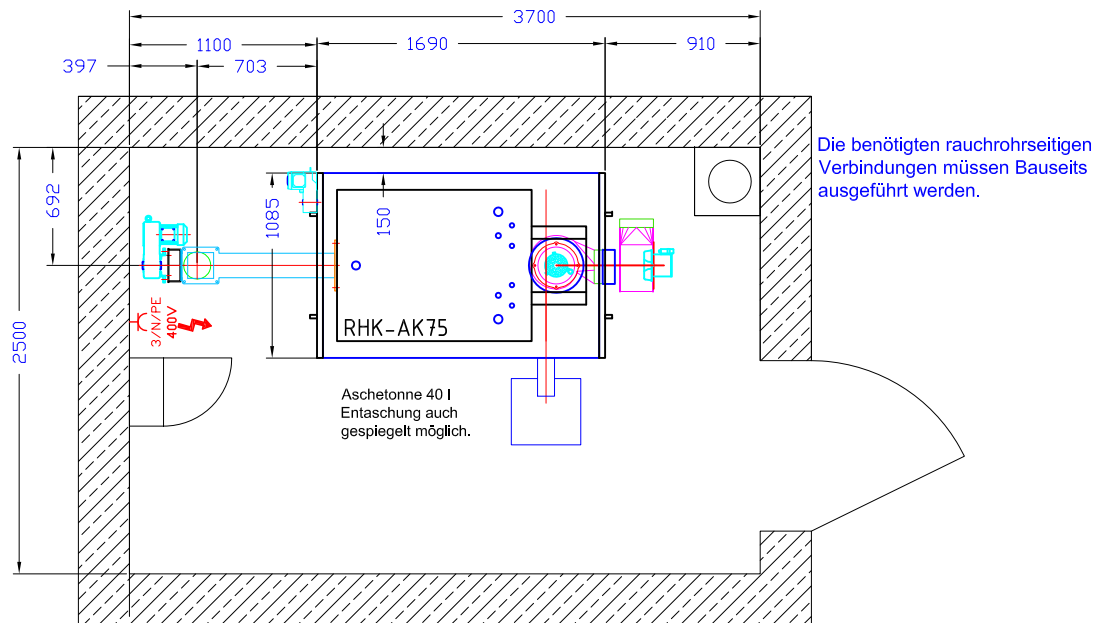 3700
1100
1690
910
397
703
Die benötigten rauchrohrseitigen
Verbindungen müssen Bauseits
ausgeführt werden.
692
1085
150
2500
3/N/PE
400V
RHK-AK75
Aschetonne 40 l
Entaschung auch
gespiegelt möglich.